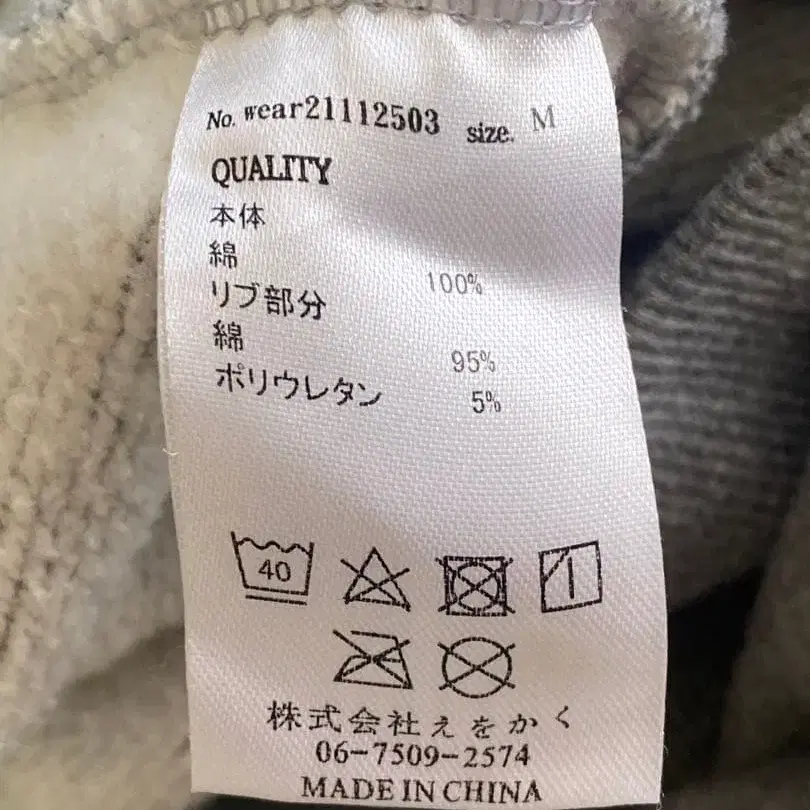 No. wear21112503 size. M
QUALITY
本体
綿 100%
リブ部分
綿 95%
ポリウレタン 5%
40
株式会社えをかく
06-7509-2574
MADE IN CHINA